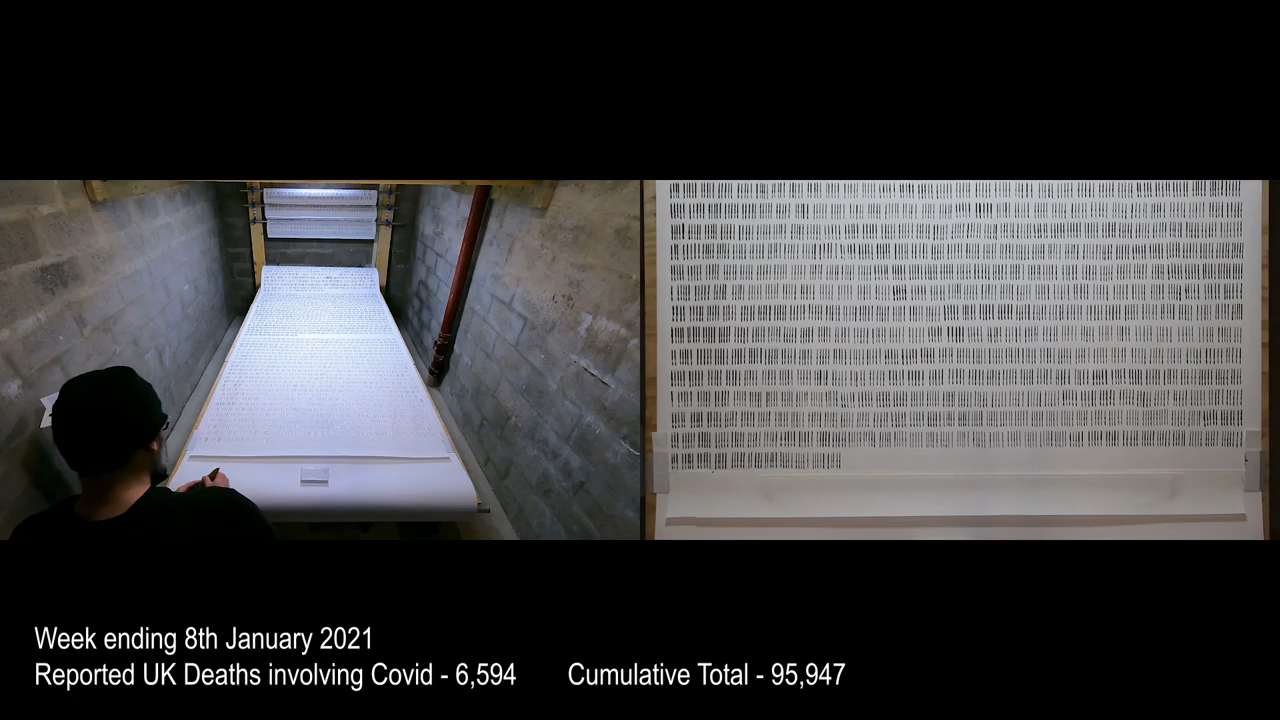 Week ending 8th January 2021
Reported UK Deaths involving Covid - 6,594 Cumulative Total - 95,947